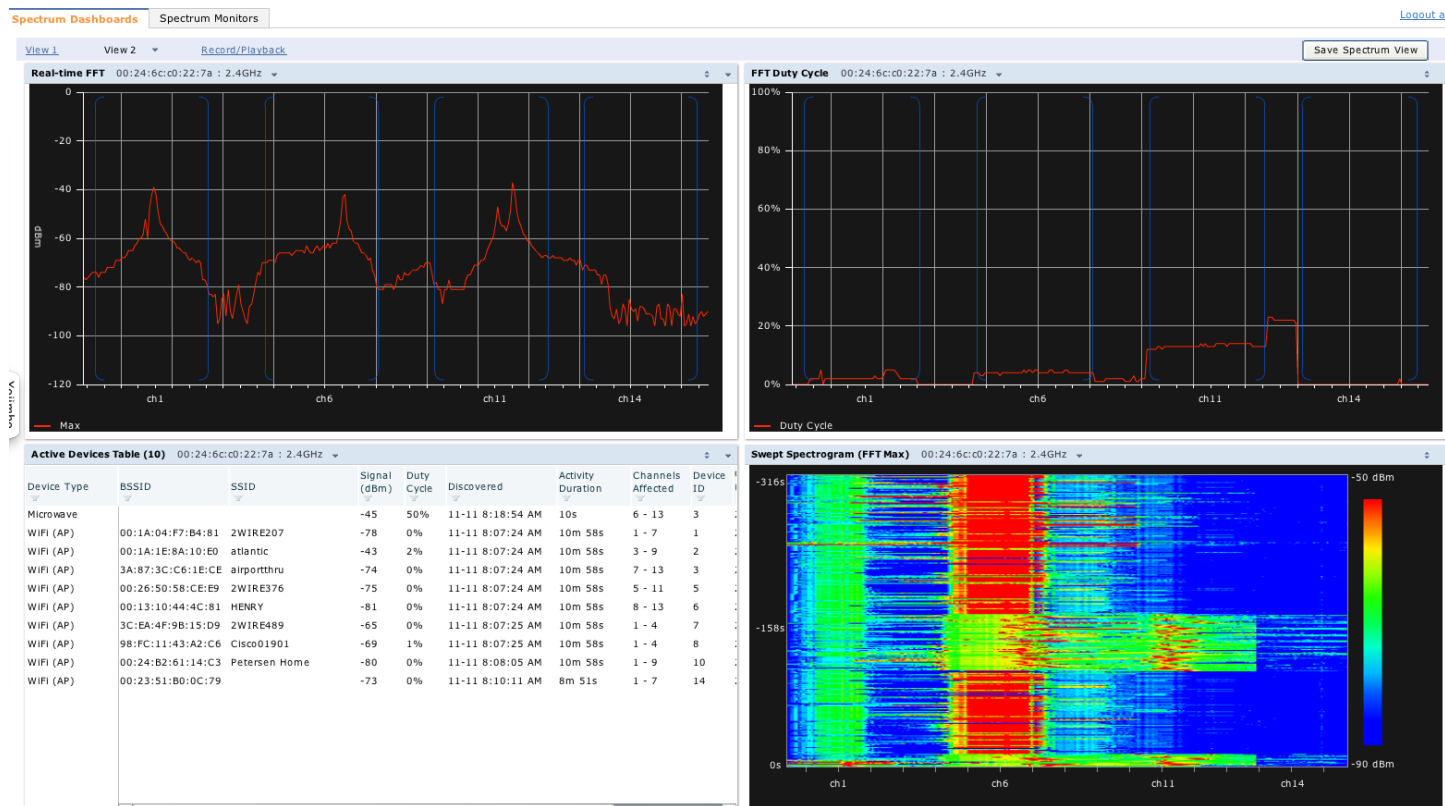 Spectrum Dashboards Spectrum Monitors Logout a
View 1 View 2 Record/Playback Save Spectrum View
Real-time FFT 00:24:6c:c0:22:7a : 2.4GHz
0
-20
-40
-60
-80
-100
-120
dBm
ch1 ch6 ch11 ch14
Max
FFT Duty Cycle 00:24:6c:c0:22:7a : 2.4GHz
100%
80%
60%
40%
20%
0%
ch1 ch6 ch11 ch14
Duty Cycle
Active Devices Table (10) 00:24:6c:c0:22:7a : 2.4GHz
Device Type BSSID SSID Signal (dBm) Duty Cycle Discovered Activity Duration Channels Affected Device ID
Microwave -45 50% 11-11 8:18:54 AM 10s 6 - 13 3
WiFi (AP) 00:1A:04:F7:B4:81 2WIRE207 -78 0% 11-11 8:07:24 AM 10m 58s 1 - 7 1
WiFi (AP) 00:1A:1E:8A:10:E0 atlantic -43 2% 11-11 8:07:24 AM 10m 58s 3 - 9 2
WiFi (AP) 3A:87:3C:C6:1E:CE airportthru -74 0% 11-11 8:07:24 AM 10m 58s 7 - 13 3
WiFi (AP) 00:26:50:58:CE:E9 2WIRE376 -75 0% 11-11 8:07:24 AM 10m 58s 5 - 11 5
WiFi (AP) 00:13:10:44:4C:81 HENRY -81 0% 11-11 8:07:24 AM 10m 58s 8 - 13 6
WiFi (AP) 3C:EA:4F:9B:15:D9 2WIRE489 -65 0% 11-11 8:07:25 AM 10m 58s 1 - 4 7
WiFi (AP) 98:FC:11:43:A2:C6 Cisco01901 -69 1% 11-11 8:07:25 AM 10m 58s 1 - 4 8
WiFi (AP) 00:24:B2:61:14:C3 Petersen Home -80 0% 11-11 8:08:05 AM 10m 58s 1 - 9 10
WiFi (AP) 00:23:51:B0:0C:79 -73 0% 11-11 8:10:11 AM 8m 51s 1 - 7 14
Swept Spectrogram (FFT Max) 00:24:6c:c0:22:7a : 2.4GHz
-316s
-158s
0s
ch1 ch6 ch11 ch14
-50 dBm
-90 dBm